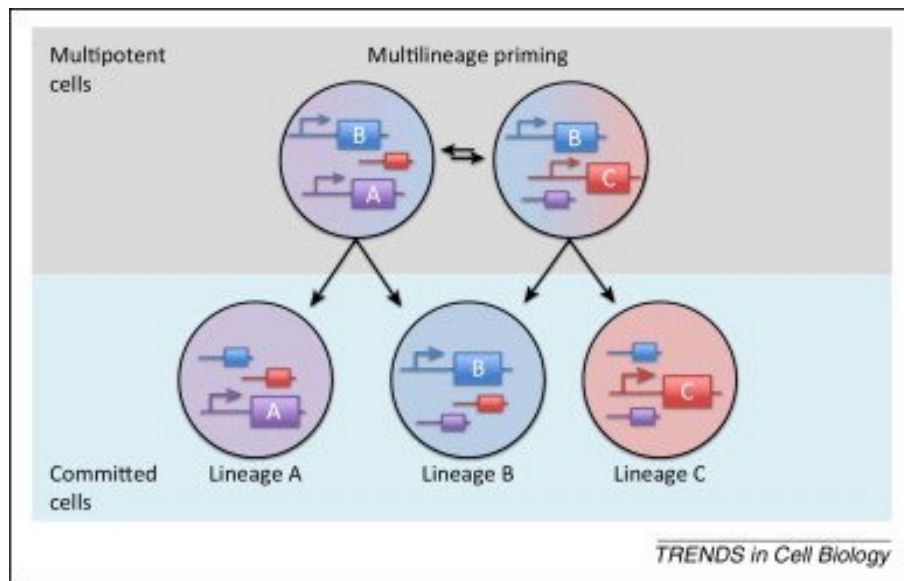 Multipotent
cells
Multilineage priming
B
A
B
C
A
B
C
Lineage A
Lineage B
Lineage C
Committed
cells
TRENDS in Cell Biology